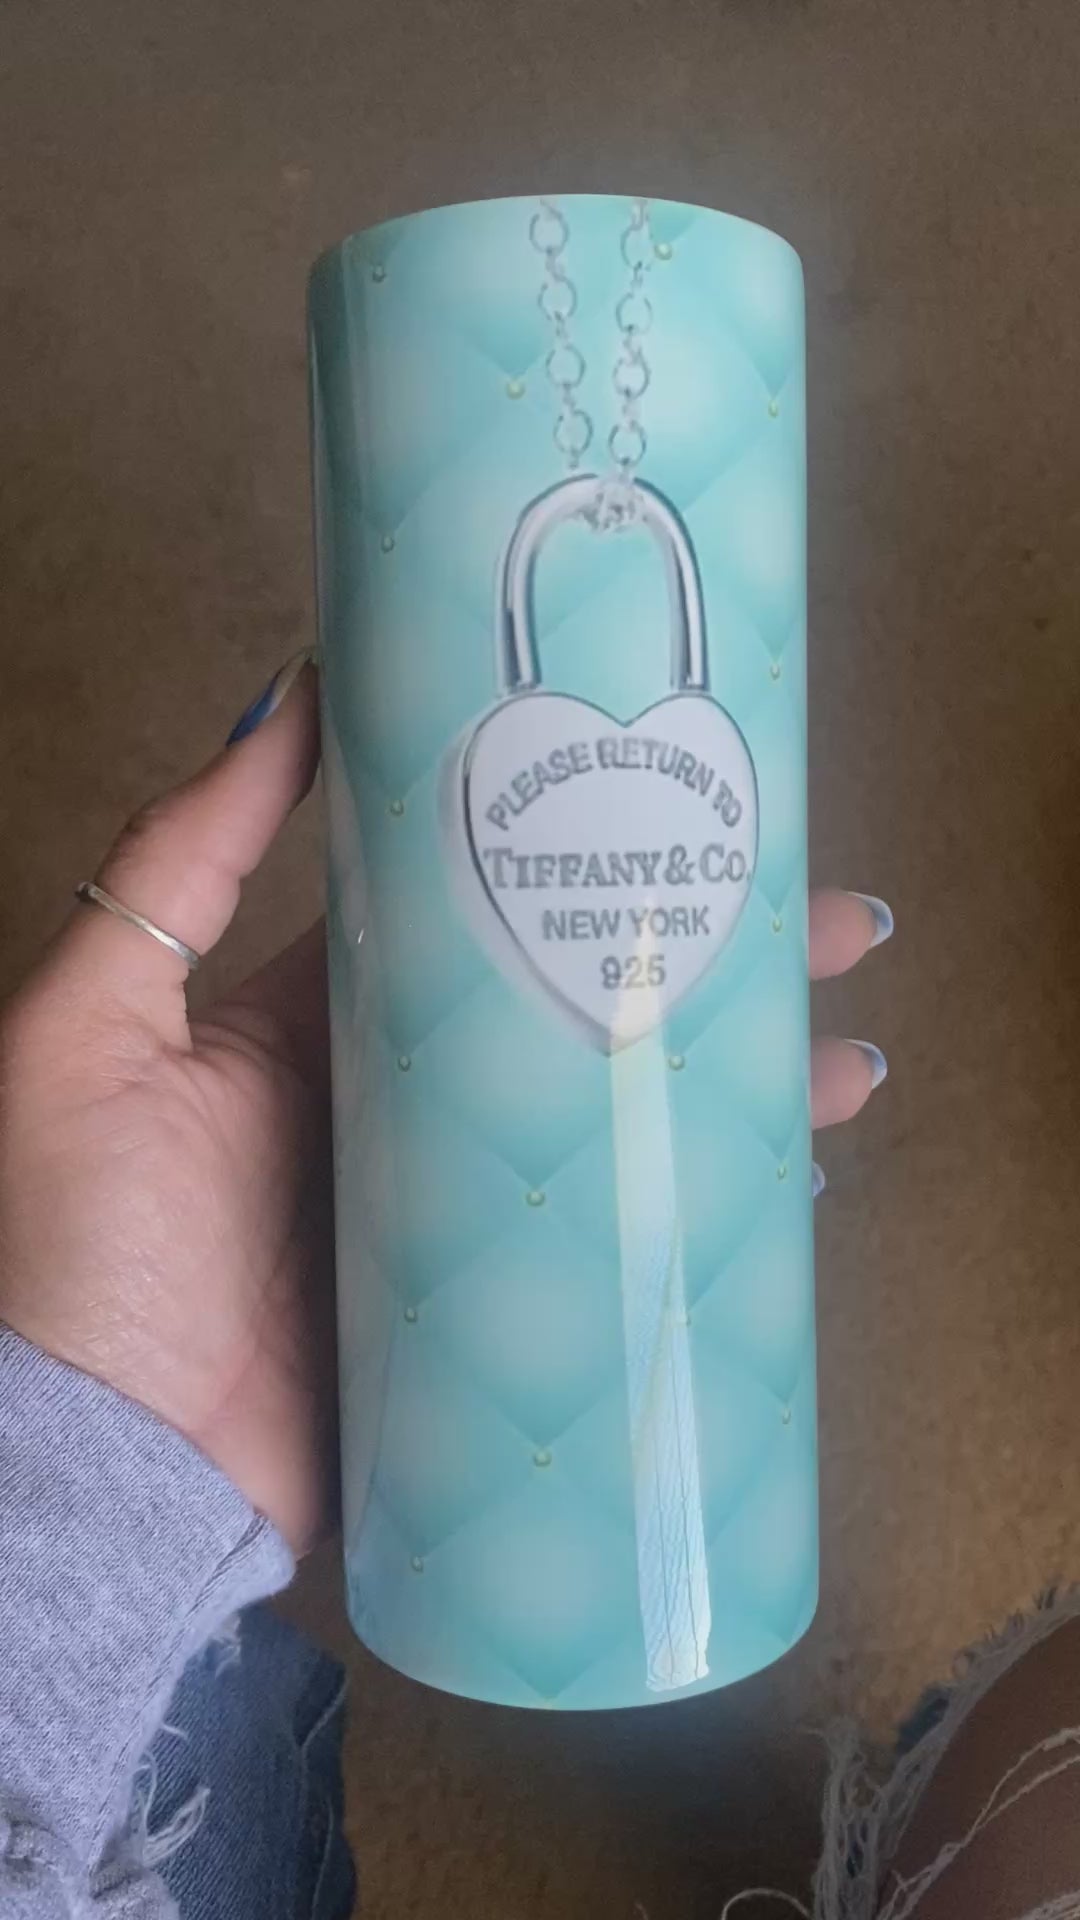 PLEASE RETURN TO
TIFFANY & CO.
NEW YORK
925